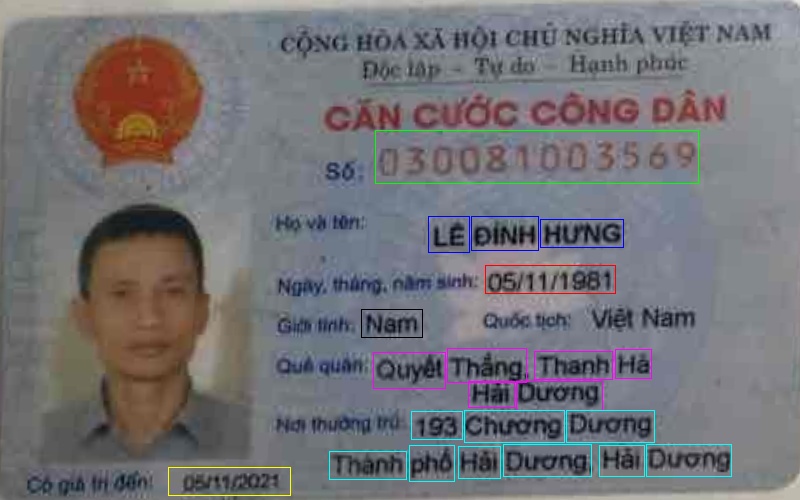 CỘNG HÒA XÃ HỘI CHỦ NGHĨA VIỆT NAM
Độc lập - Tự do - Hạnh phúc
CĂN CƯỚC CÔNG DÂN
Số: 030081003569
Họ và tên: LÊ ĐÌNH HƯNG
Ngày, tháng, năm sinh: 05/11/1981
Giới tính: Nam Quốc tịch: Việt Nam
Quê quán: Quyết Thắng, Thanh Hà
Hải Dương
Nơi thường trú: 193 Chương Dương
Thành phố Hải Dương, Hải Dương
Có giá trị đến: 05/11/2021